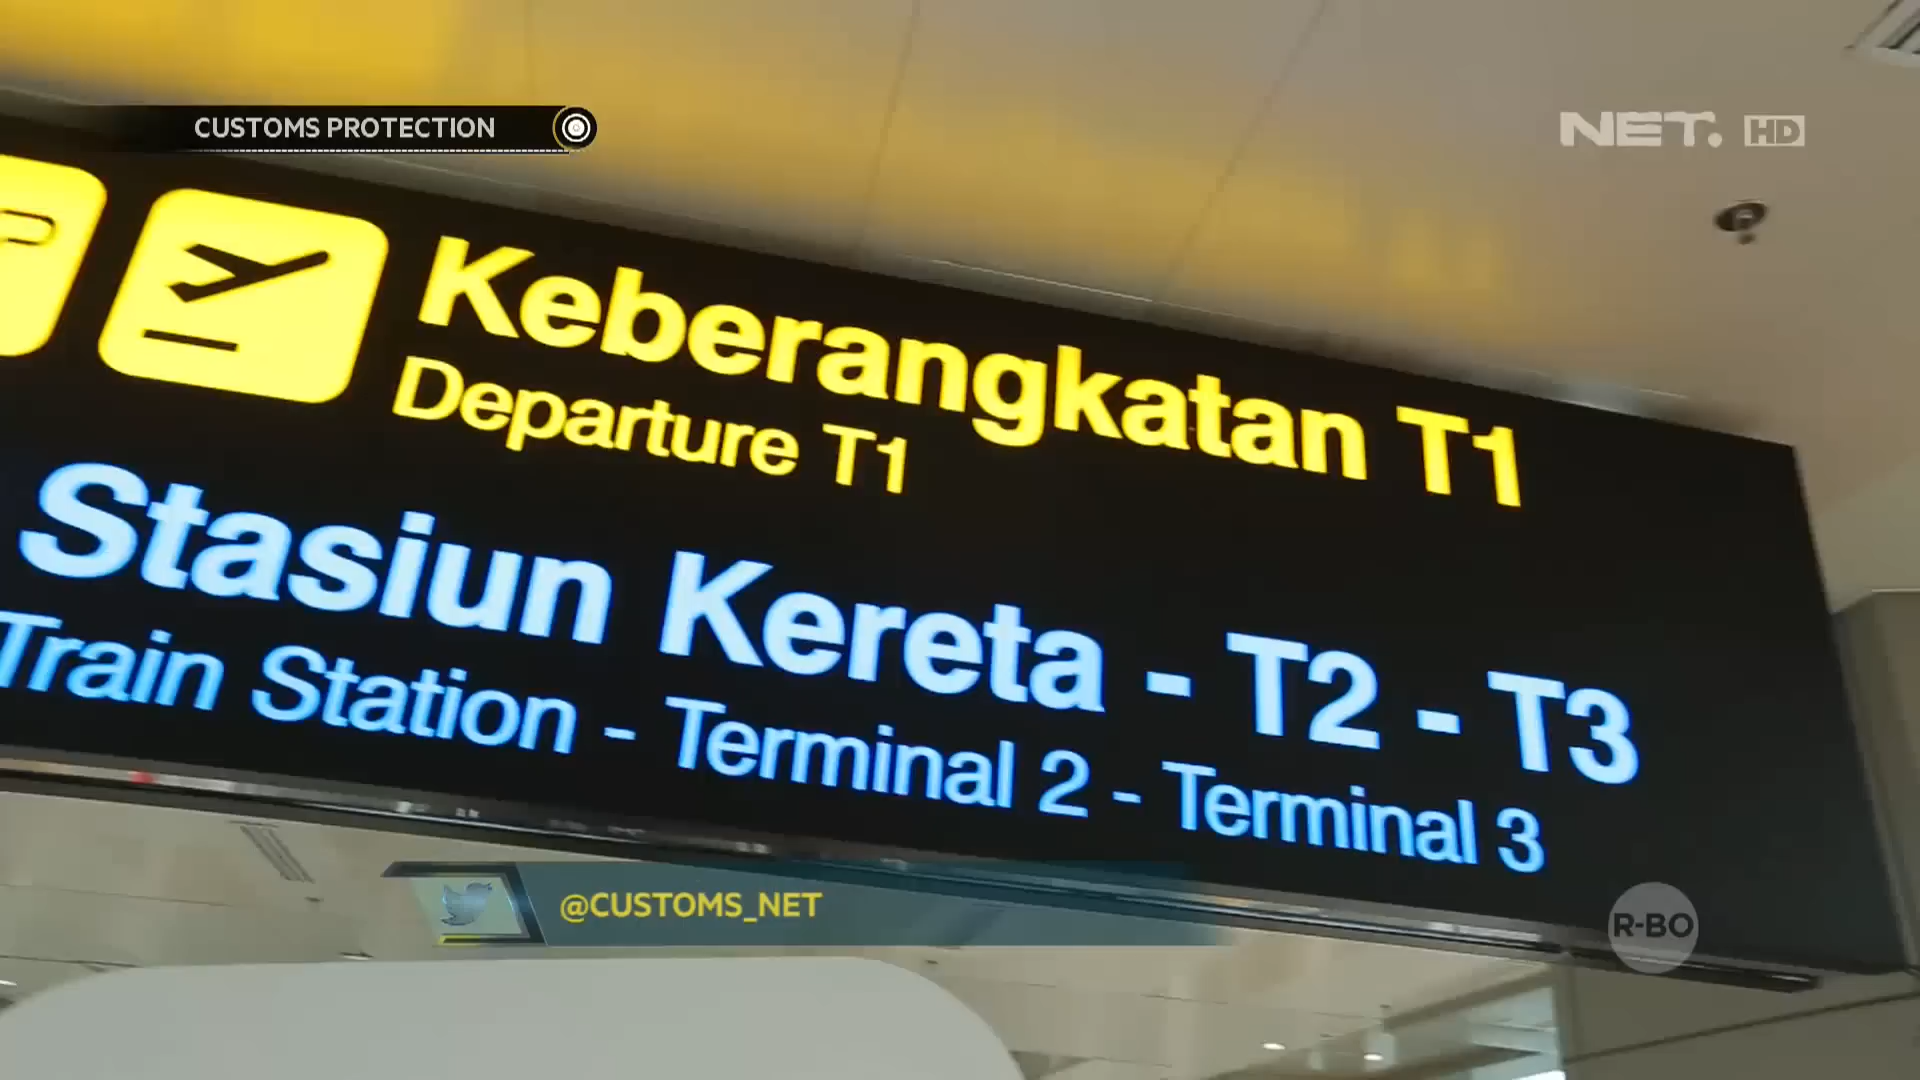 CUSTOMS PROTECTION
NET. HD
Keberangkatan T1
Departure T1
Stasiun Kereta - T2 - T3
Train Station - Terminal 2 - Terminal 3
@CUSTOMS_NET
R-BO